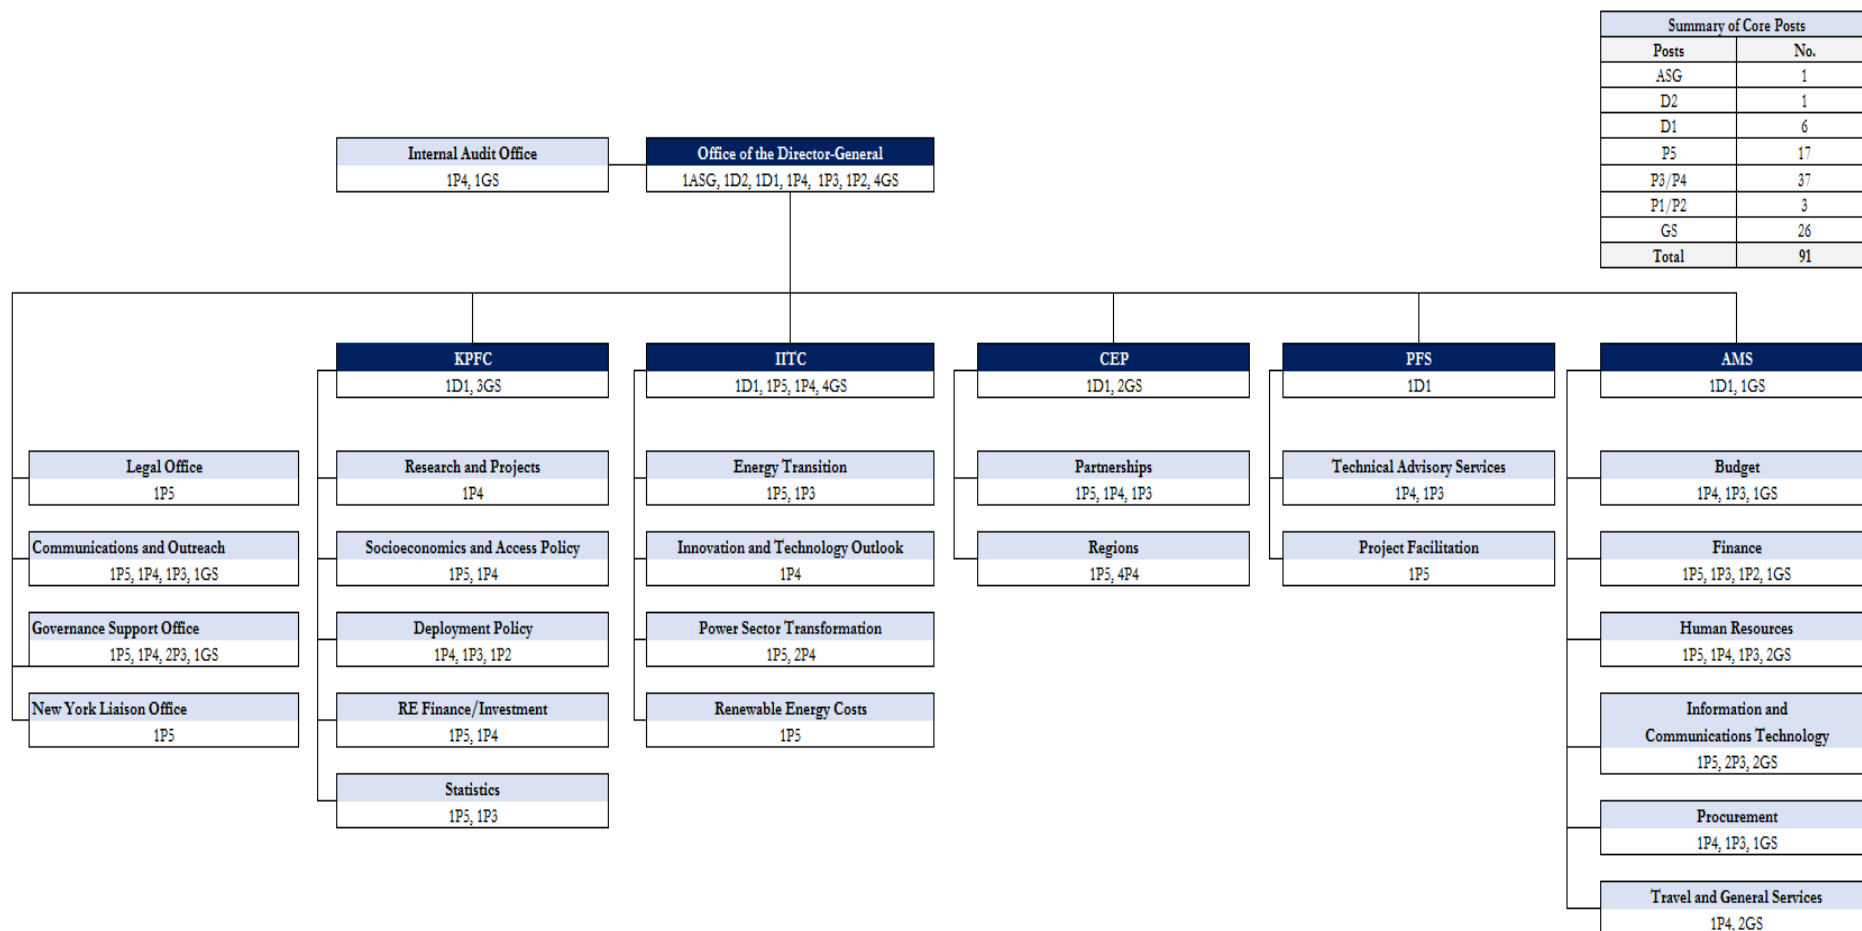 Summary of Core Posts
Posts No.
ASG 1
D2 1
D1 6
P5 17
P3/P4 37
P1/P2 3
GS 26
Total 91
Internal Audit Office
1P4, 1GS
Office of the Director-General
1ASG, 1D2, 1D1, 1P4, 1P3, 1P2, 4GS
Legal Office
1P5
Communications and Outreach
1P5, 1P4, 1P3, 1GS
Governance Support Office
1P5, 1P4, 2P3, 1GS
New York Liaison Office
1P5
KPFC
1D1, 3GS
Research and Projects
1P4
Socioeconomics and Access Policy
1P5, 1P4
Deployment Policy
1P4, 1P3, 1P2
RE Finance/Investment
1P5, 1P4
Statistics
1P5, 1P3
IITC
1D1, 1P5, 1P4, 4GS
Energy Transition
1P5, 1P3
Innovation and Technology Outlook
1P4
Power Sector Transformation
1P5, 2P4
Renewable Energy Costs
1P5
CEP
1D1, 2GS
Partnerships
1P5, 1P4, 1P3
Regions
1P5, 4P4
PFS
1D1
Technical Advisory Services
1P4, 1P3
Project Facilitation
1P5
AMS
1D1, 1GS
Budget
1P4, 1P3, 1GS
Finance
1P5, 1P3, 1P2, 1GS
Human Resources
1P5, 1P4, 1P3, 2GS
Information and
Communications Technology
1P5, 2P3, 2GS
Procurement
1P4, 1P3, 1GS
Travel and General Services
1P4, 2GS